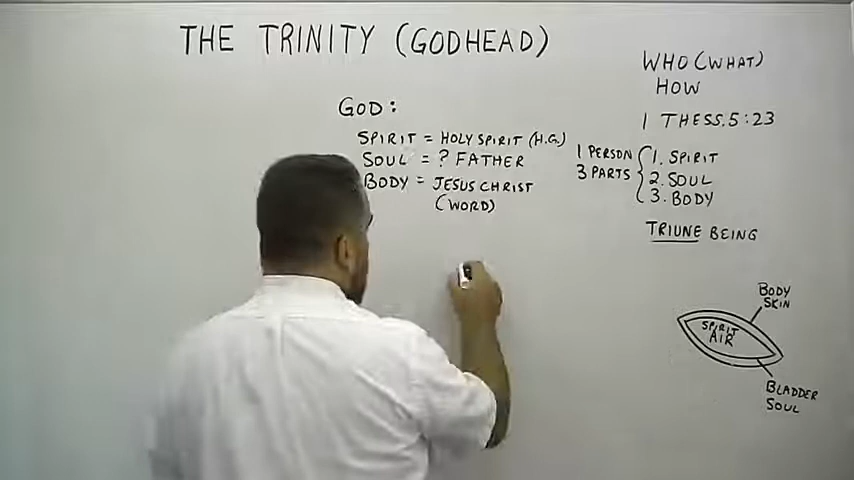 THE TRINITY (GODHEAD)
GOD:
SPIRIT = HOLY SPIRIT (H.G.)
SOUL = ? FATHER
BODY = JESUS CHRIST
(WORD)
WHO (WHAT)
HOW
1 THESS. 5:23
1 PERSON
3 PARTS
1. SPIRIT
2. SOUL
3. BODY
TRIUNE BEING
BODY
SKIN
SPIRIT
AIR
BLADDER
SOUL